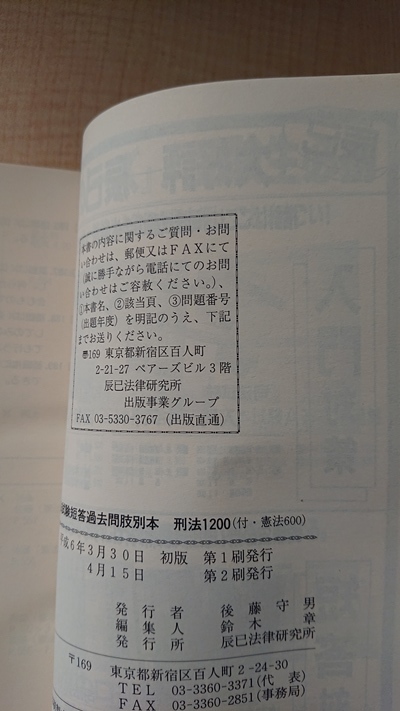 本書の内容に関するご質問・お問
い合わせは、郵便又はＦＡＸにて
(誠に勝手ながら電話にてのお問
い合わせはご容赦ください。)、
①本書名、②該当頁、③問題番号
(出題年度) を明記のうえ、下記
までお送りください。
〠169 東京都新宿区百人町
2-21-27 ペアーズビル３階
辰已法律研究所
出版事業グループ
FAX 03-5330-3767 (出版直通)
試験短答過去問肢別本 刑法1200(付・憲法600)
平成６年３月30日 初版 第１刷発行
４月15日 第２刷発行
発行者 後藤守男
編集人 鈴木章
発行所 辰已法律研究所
〒169 東京都新宿区百人町２-24-30
ＴＥＬ 03-3360-3371(代表)
ＦＡＸ 03-3360-2851(事務局)